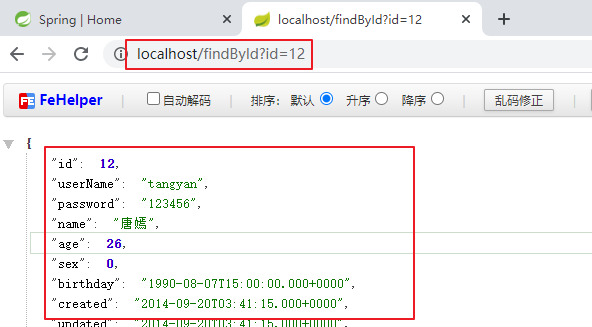 Spring | Home
localhost/findById?id=12
localhost/findById?id=12
FE FeHelper 自动解码 排序： 默认 升序 降序 乱码修正
{
"id": 12,
"userName": "tangyan",
"password": "123456",
"name": "唐嫣",
"age": 26,
"sex": 0,
"birthday": "1990-08-07T15:00:00.000+0000",
"created": "2014-09-20T03:41:15.000+0000",
"updated": "2014-09-20T03:41:15.000+0000"